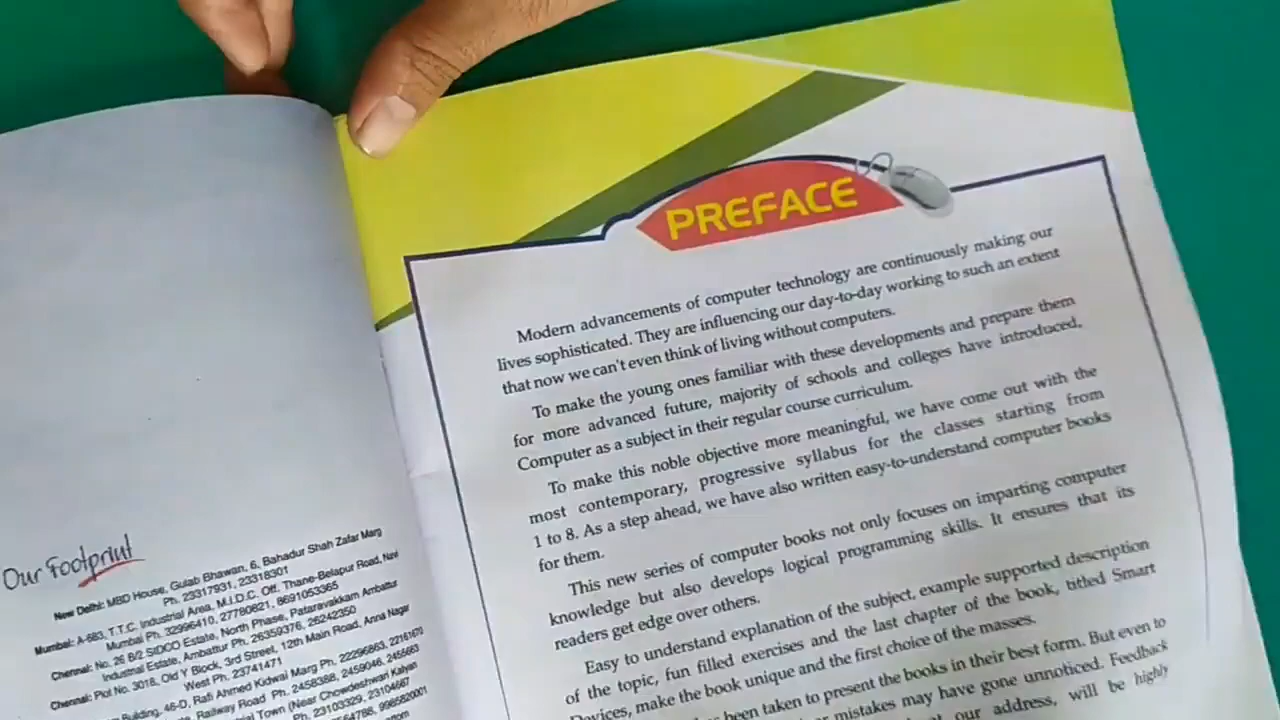 Our Footprint
New Delhi: MBD House, Gulab Bhawan, 6, Bahadur Shah Zafar Marg
Ph. 23317931, 23318301
Mumbai: A-683, T.T.C. Industrial Area, M.I.D.C. Off. Thane-Belapur Road, Navi
Mumbai Ph. 32996410, 27780821, 8691053365
Chennai: No. 26 B/2 SIDCO Estate, North Phase, Pataravakkam Ambattur
Industrial Estate, Ambattur Ph. 26359376, 26242350
Chennai: Plot No. 3018, Old Y Block, 3rd Street, 12th Main Road, Anna Nagar
West Ph. 23741471
Building, 45-D, Rafi Ahmed Kidwai Marg Ph. 22296863, 22161670
Railway Road Ph. 2458388, 2459046, 2455663
Town (Near Chowdeshwari Kalyan
Ph. 23103329, 23104667
PREFACE
Modern advancements of computer technology are continuously making our
lives sophisticated. They are influencing our day-to-day working to such an extent
that now we can't even think of living without computers.
To make the young ones familiar with these developments and prepare them
for more advanced future, majority of schools and colleges have introduced,
Computer as a subject in their regular course curriculum.
To make this noble objective more meaningful, we have come out with the
most contemporary, progressive syllabus for the classes starting from
1 to 8. As a step ahead, we have also written easy-to-understand computer books
for them.
This new series of computer books not only focuses on imparting computer
knowledge but also develops logical programming skills. It ensures that its
readers get edge over others.
Easy to understand explanation of the subject, example supported description
of the topic, fun filled exercises and the last chapter of the book, titled Smart
Devices, make the book unique and the first choice of the masses.
been taken to present the books in their best form. But even to
mistakes may have gone unnoticed. Feedback
our address, will be highly